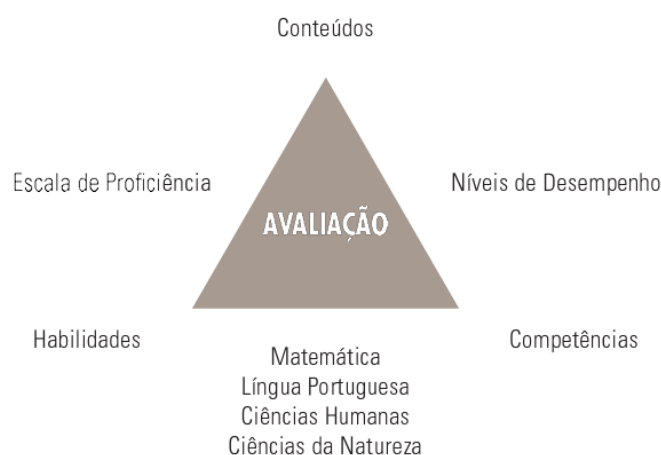 Conteúdos
Escala de Proficiência
Níveis de Desempenho
AVALIAÇÃO
Habilidades
Competências
Matemática
Língua Portuguesa
Ciências Humanas
Ciências da Natureza